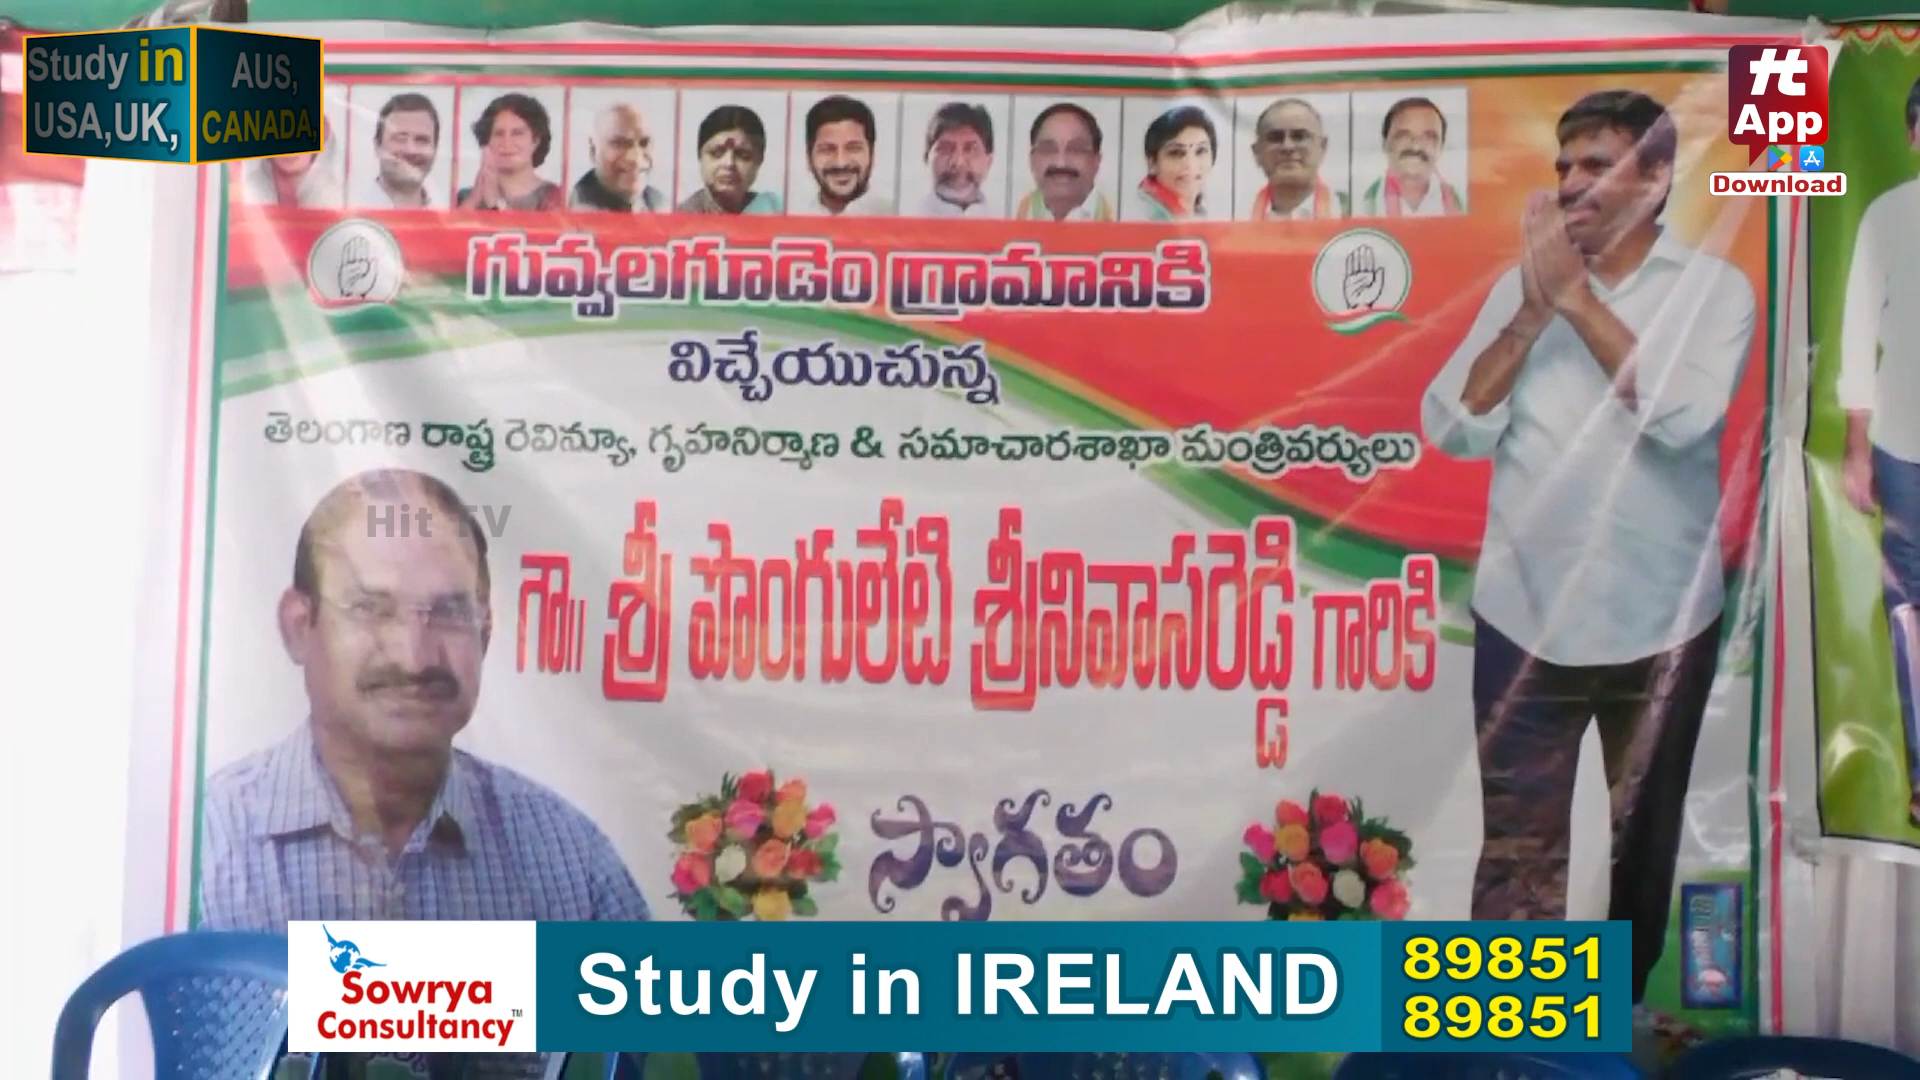 Study in
USA,UK,
AUS,
CANADA,
App
Download
గువ్వలగూడెం గ్రామానికి
విచ్చేయుచున్న
తెలంగాణ రాష్ట్ర రెవిన్యూ, గృహనిర్మాణ & సమాచారశాఖా మంత్రివర్యులు
Hit TV
గౌ॥ శ్రీ పొంగులేటి శ్రీనివాసరెడ్డి గారికి
స్వాగతం
Sowrya
Consultancy™
Study in IRELAND
89851
89851